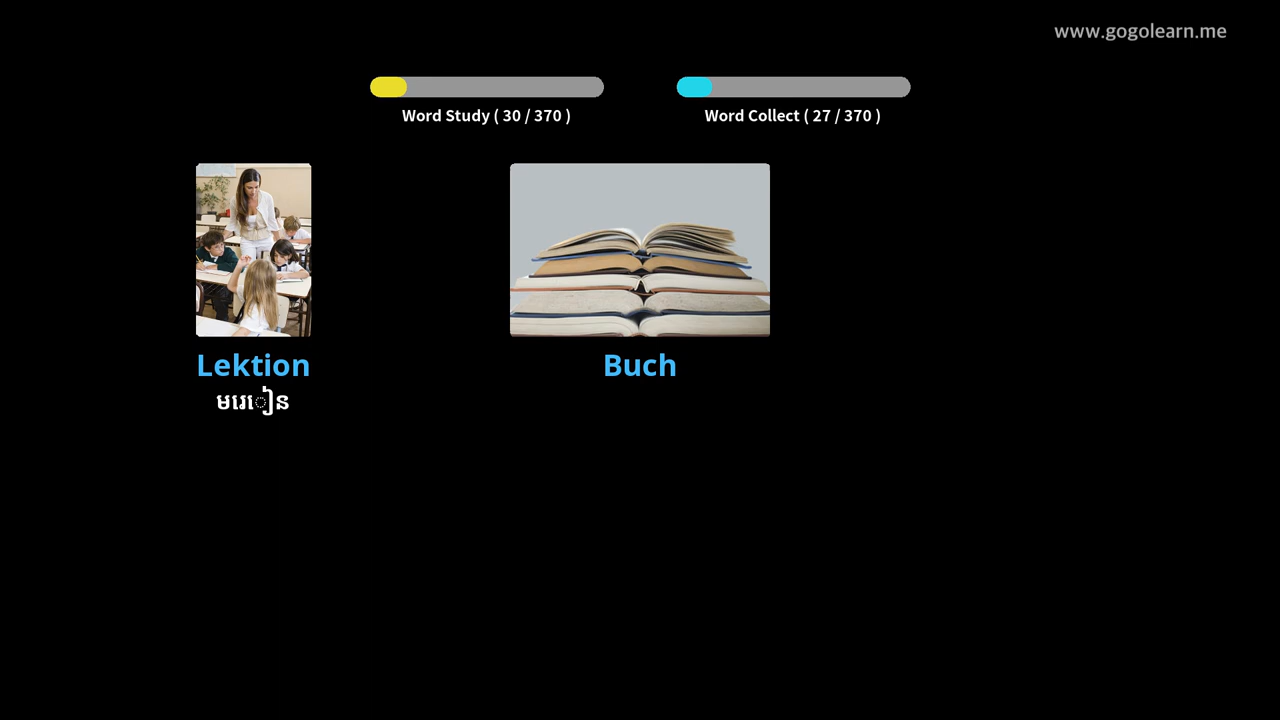 www.gogolearn.me
Word Study ( 30 / 370 )
Word Collect ( 27 / 370 )
Lektion
Buch
មេរៀន